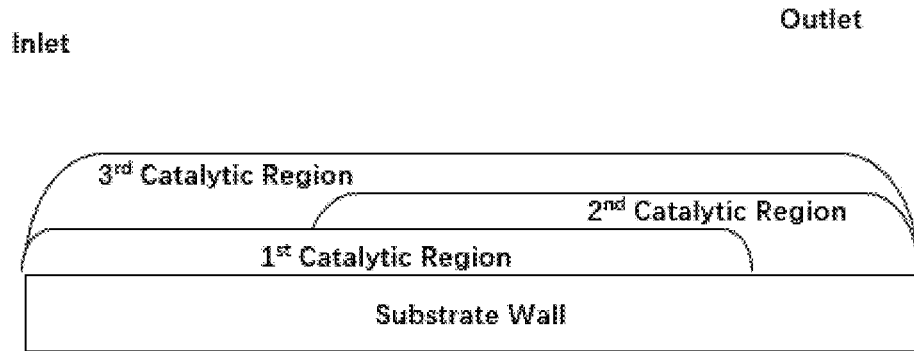 Outlet
Inlet
3rd Catalytic Region
2nd Catalytic Region
1st Catalytic Region
Substrate Wall